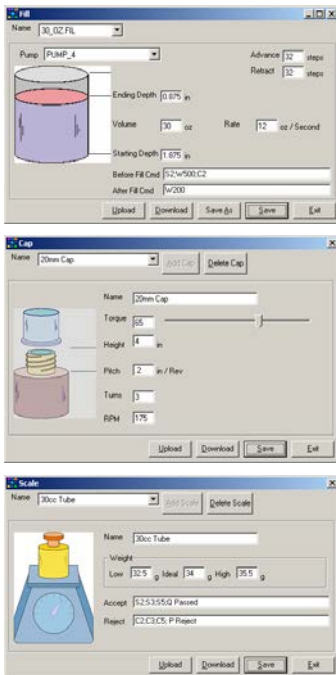 Fill
Name 30_OZ.FIL
Pump PUMP_4
Advance 32 steps
Retract 32 steps
Ending Depth 0.875 in
Volume 30 oz Rate 12 oz / Second
Starting Depth 1.875 in
Before Fill Cmd S2;W500;C2
After Fill Cmd W200
Upload Download Save As Save Exit
Cap
Name 20mm Cap Add Cap Delete Cap
Name 20mm Cap
Torque 65
Height 4 in
Pitch .2 in / Rev
Turns 3
RPM 175
Upload Download Save Exit
Scale
Name 30cc Tube Add Scale Delete Scale
Name 30cc Tube
Weight
Low 32.5 g Ideal 34 g High 35.5 g
Accept S2;S3;S5;Q Passed
Reject C2;C3;C5; P Reject
Upload Download Save Exit